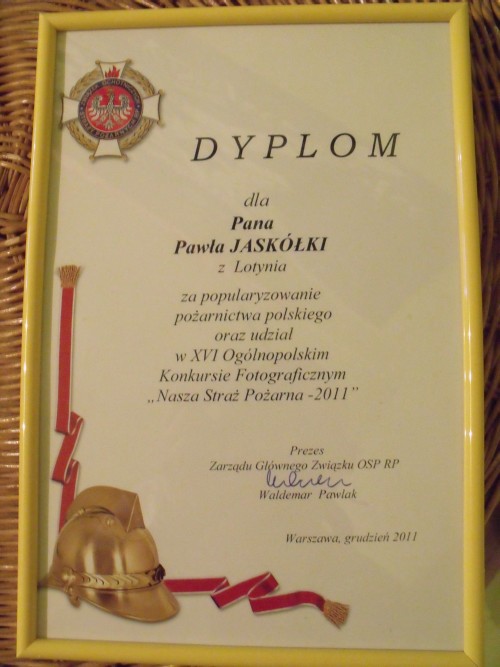 DYPLOM
dla
Pana
Pawła JASKÓŁKI
z Lotynia
za popularyzowanie
pożarnictwa polskiego
oraz udział
w XVI Ogólnopolskim
Konkursie Fotograficznym
„Nasza Straż Pożarna -2011”
Prezes
Zarządu Głównego Związku OSP RP
Waldemar Pawlak
Warszawa, grudzień 2011